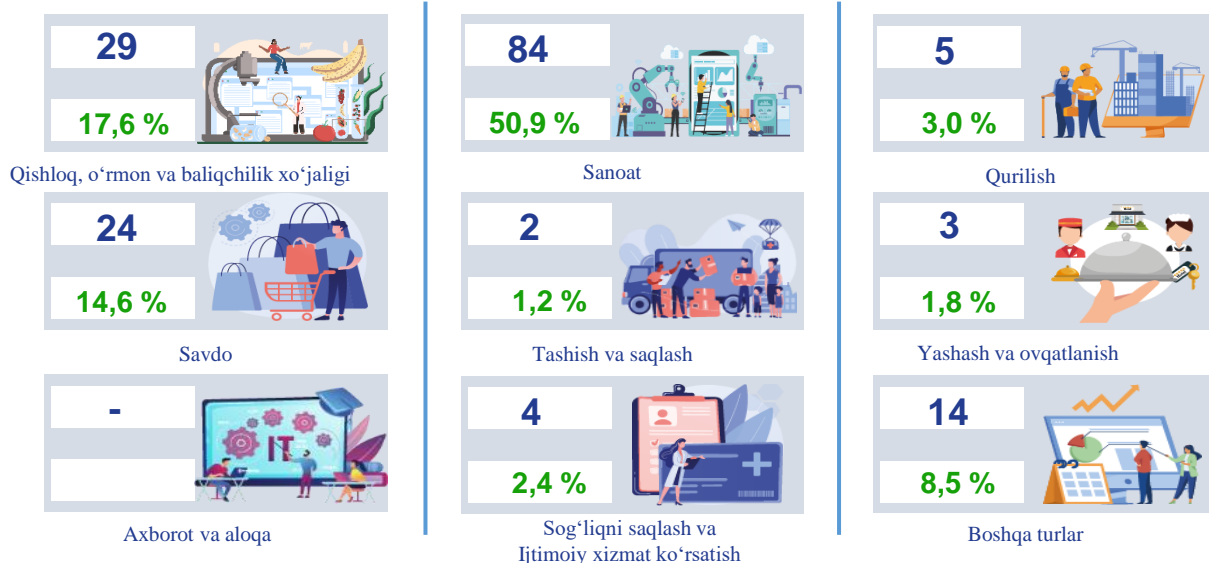 29
17,6 %
Qishloq, o‘rmon va baliqchilik xo‘jaligi
84
50,9 %
Sanoat
5
3,0 %
Qurilish
24
14,6 %
Savdo
2
1,2 %
Tashish va saqlash
3
1,8 %
Yashash va ovqatlanish
-
IT
Axborot va aloqa
4
2,4 %
Sog‘liqni saqlash va
Ijtimoiy xizmat ko‘rsatish
14
8,5 %
Boshqa turlar